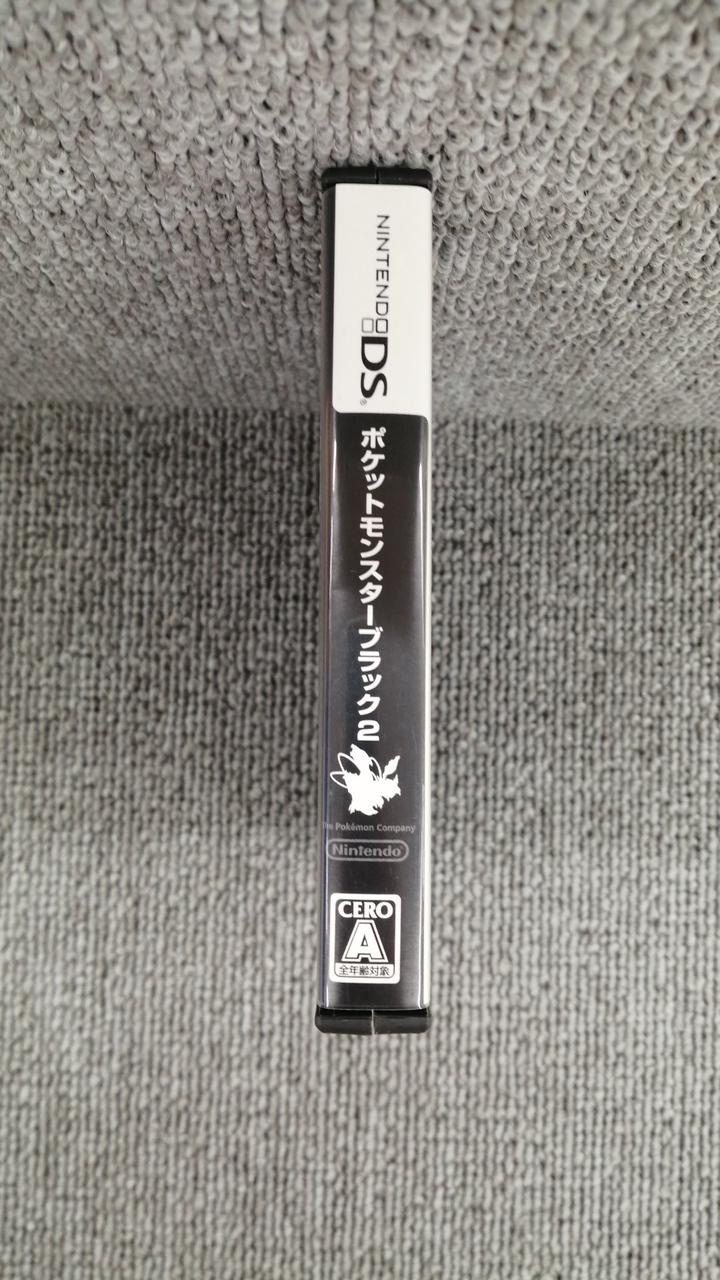 NINTENDO
DS®
ポケットモンスターブラック2
The Pokémon Company
Nintendo®
CERO
A
全年齢対象